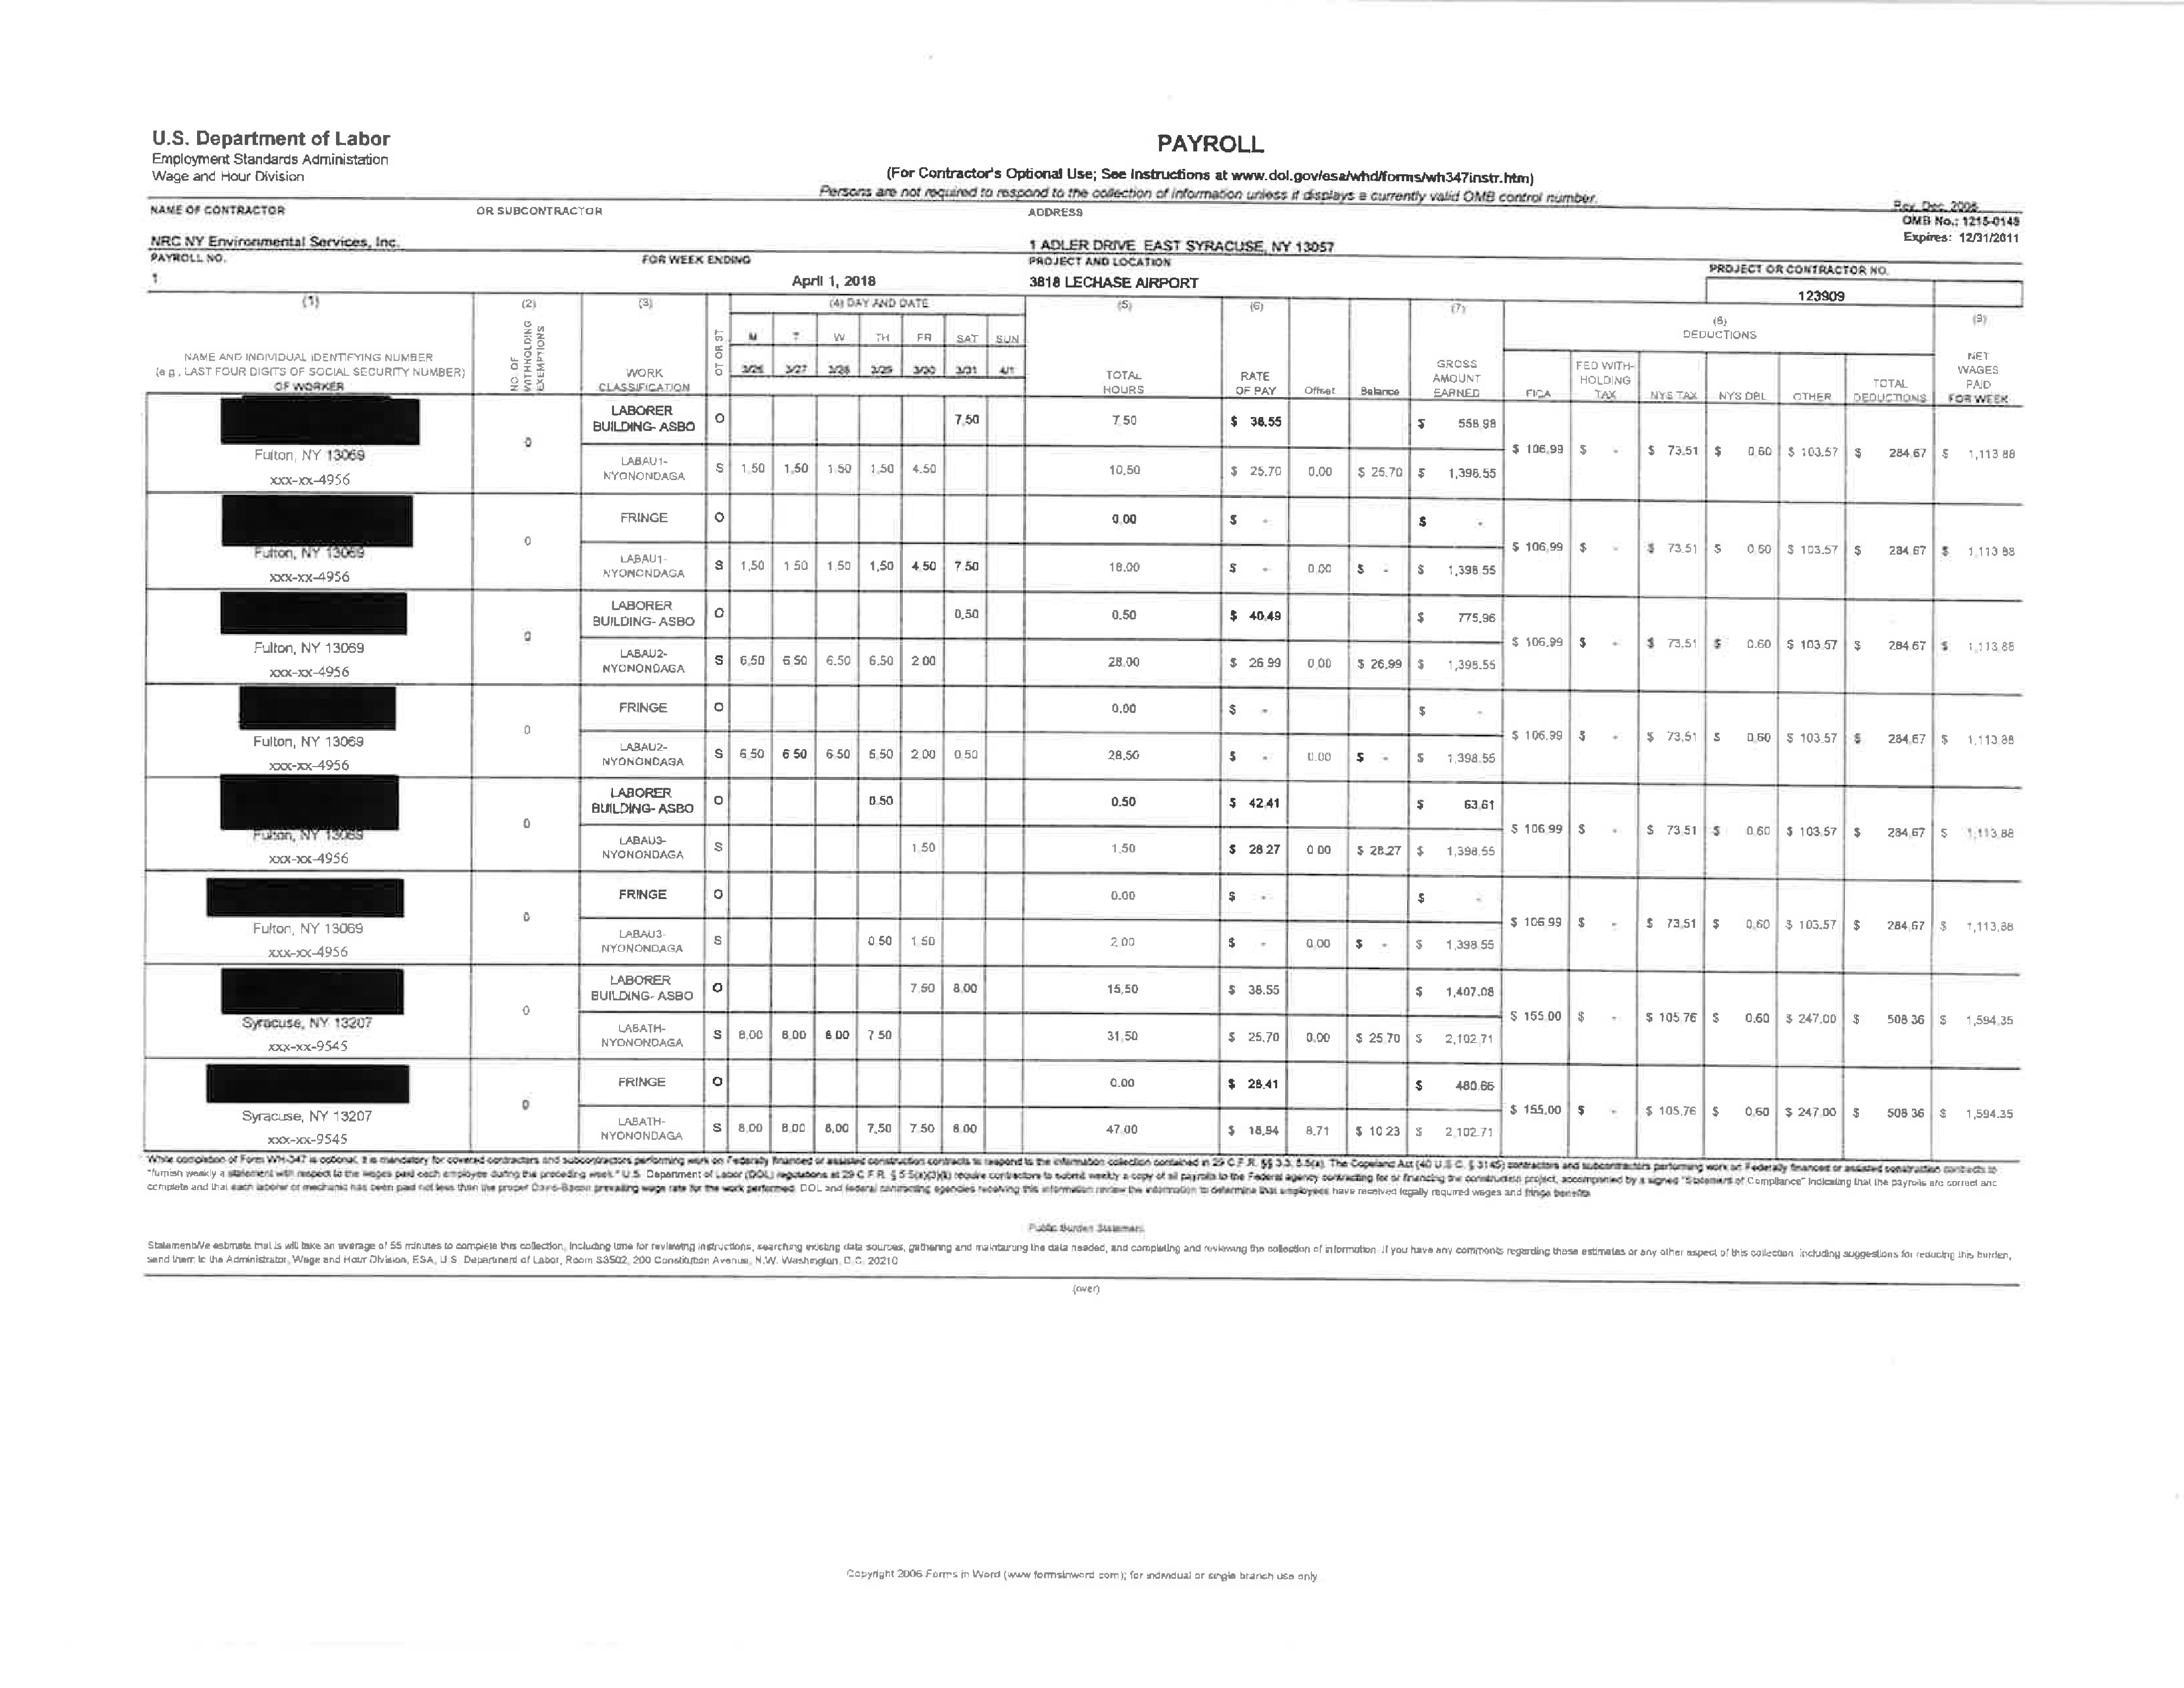 U.S. Department of Labor
Employment Standards Administation
Wage and Hour Division
PAYROLL
(For Contractor's Optional Use; See Instructions at www.dol.gov/esa/whd/forms/wh347instr.htm)
Persons are not required to respond to the collection of information unless it displays a currently valid OMB control number.
Rev. Dec. 2006
OMB No.: 1215-0149
Expires: 12/31/2011
NAME OF CONTRACTOR OR SUBCONTRACTOR ADDRESS
NRC NY Environmental Services, Inc. 1 ADLER DRIVE EAST SYRACUSE, NY 13057
PAYROLL NO. FOR WEEK ENDING PROJECT AND LOCATION PROJECT OR CONTRACTOR NO.
1 April 1, 2018 3818 LECHASE AIRPORT 123909
(1) (2) (3) (4) DAY AND DATE (5) (6) (7) (8) DEDUCTIONS (9)
NAME AND INDIVIDUAL IDENTIFYING NUMBER (e.g., LAST FOUR DIGITS OF SOCIAL SECURITY NUMBER) OF WORKER
NO. OF WITHHOLDING EXEMPTIONS
WORK CLASSIFICATION
OT OR ST
M T W TH FR SAT SUN
3/26 3/27 3/28 3/29 3/30 3/31 4/1
TOTAL HOURS
RATE OF PAY
Offset Balance
GROSS AMOUNT EARNED
FICA
FED WITH-HOLDING TAX
NYS TAX NYS DBL OTHER
TOTAL DEDUCTIONS
NET WAGES PAID FOR WEEK
LABORER BUILDING- ASBO O 7.50 7.50 $ 38.55 $ 558.98
Fulton, NY 13069 0 $ 106.99 $ - $ 73.51 $ 0.60 $ 103.57 $ 284.67 $ 1,113.88
xxx-xx-4956 LABAU1-NYONONDAGA S 1.50 1.50 1.50 1.50 4.50 10.50 $ 25.70 0.00 $ 25.70 $ 1,398.55
FRINGE O 0.00 $ - $ -
Fulton, NY 13069 0 $ 106.99 $ - $ 73.51 $ 0.60 $ 103.57 $ 284.67 $ 1,113.88
xxx-xx-4956 LABAU1-NYONONDAGA S 1.50 1.50 1.50 1.50 4.50 7.50 18.00 $ - 0.00 $ - $ 1,398.55
LABORER BUILDING- ASBO O 0.50 0.50 $ 40.49 $ 775.96
Fulton, NY 13069 0 $ 106.99 $ - $ 73.51 $ 0.60 $ 103.57 $ 284.67 $ 1,113.88
xxx-xx-4956 LABAU2-NYONONDAGA S 6.50 6.50 6.50 6.50 2.00 28.00 $ 26.99 0.00 $ 26.99 $ 1,398.55
FRINGE O 0.00 $ - $ -
Fulton, NY 13069 0 $ 106.99 $ - $ 73.51 $ 0.60 $ 103.57 $ 284.67 $ 1,113.88
xxx-xx-4956 LABAU2-NYONONDAGA S 6.50 6.50 6.50 6.50 2.00 0.50 28.50 $ - 0.00 $ - $ 1,398.55
LABORER BUILDING- ASBO O 0.50 0.50 $ 42.41 $ 63.61
Fulton, NY 13069 0 $ 106.99 $ - $ 73.51 $ 0.60 $ 103.57 $ 284.67 $ 1,113.88
xxx-xx-4956 LABAU3-NYONONDAGA S 1.50 1.50 $ 28.27 0.00 $ 28.27 $ 1,398.55
FRINGE O 0.00 $ - $ -
Fulton, NY 13069 0 $ 106.99 $ - $ 73.51 $ 0.60 $ 103.57 $ 284.67 $ 1,113.88
xxx-xx-4956 LABAU3-NYONONDAGA S 0.50 1.50 2.00 $ - 0.00 $ - $ 1,398.55
LABORER BUILDING- ASBO O 7.50 8.00 15.50 $ 38.55 $ 1,407.08
Syracuse, NY 13207 0 $ 155.00 $ - $ 105.76 $ 0.60 $ 247.00 $ 508.36 $ 1,594.35
xxx-xx-9545 LABATH-NYONONDAGA S 8.00 8.00 8.00 7.50 31.50 $ 25.70 0.00 $ 25.70 $ 2,102.71
FRINGE O 0.00 $ 28.41 $ 480.66
Syracuse, NY 13207 0 $ 155.00 $ - $ 105.76 $ 0.60 $ 247.00 $ 508.36 $ 1,594.35
xxx-xx-9545 LABATH-NYONONDAGA S 8.00 8.00 8.00 7.50 7.50 8.00 47.00 $ 18.94 8.71 $ 10.23 $ 2,102.71
While completion of Form WH-347 is optional, it is mandatory for covered contractors and subcontractors performing work on Federally financed or assisted construction contracts to respond to the information collection contained in 29 C.F.R. §§ 3.3, 5.5(a). The Copeland Act (40 U.S.C. § 3145) contractors and subcontractors performing work on Federally financed or assisted construction contracts to
"furnish weekly a statement with respect to the wages paid each employee during the preceding week." U.S. Department of Labor (DOL) regulations at 29 C.F.R. § 5.5(a)(3)(ii) require contractors to submit weekly a copy of all payrolls to the Federal agency contracting for or financing the construction project, accompanied by a signed "Statement of Compliance" indicating that the payrolls are correct and
complete and that each laborer or mechanic has been paid not less than the proper Davis-Bacon prevailing wage rate for the work performed. DOL and federal contracting agencies receiving this information review the information to determine that employees have received legally required wages and fringe benefits.
Public Burden Statement
Statement/We estimate that is will take an average of 55 minutes to complete this collection, including time for reviewing instructions, searching existing data sources, gathering and maintaining the data needed, and completing and reviewing the collection of information. If you have any comments regarding these estimates or any other aspect of this collection, including suggestions for reducing this burden,
send them to the Administrator, Wage and Hour Division, ESA, U.S. Department of Labor, Room S3502, 200 Constitution Avenue, N.W. Washington, D.C. 20210
(over)
Copyright 2006 Forms in Word (www.formsinword.com); for individual or single branch use only.